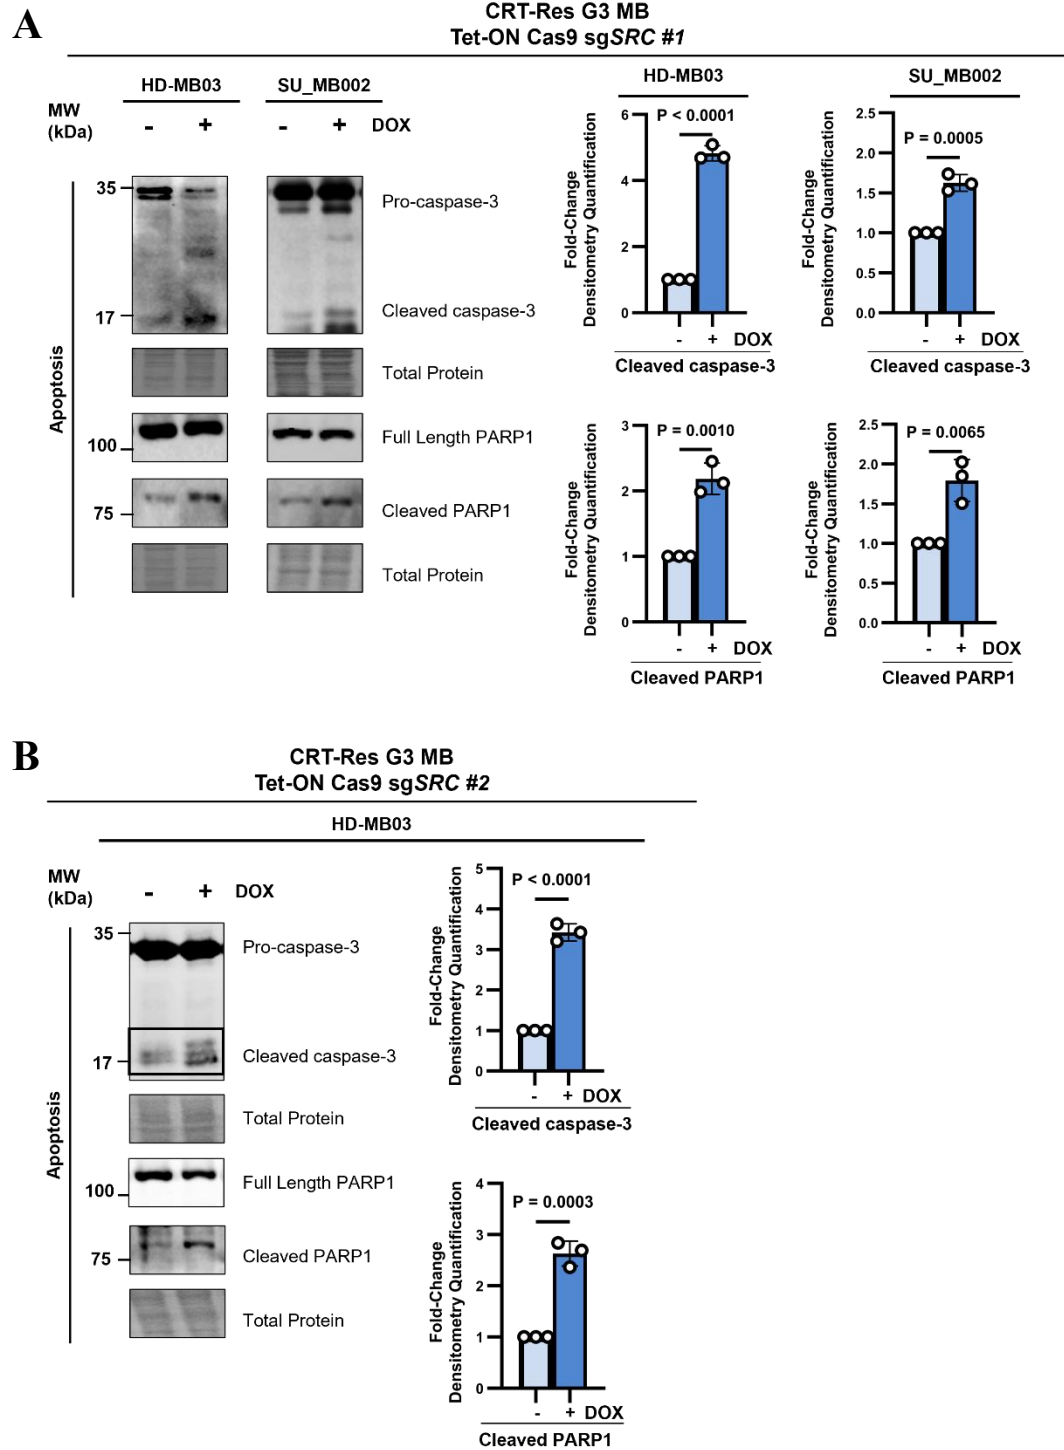 A
CRT-Res G3 MB
Tet-ON Cas9 sgSRC #1
HD-MB03
SU_MB002
MW
(kDa)
- + - + DOX
Apoptosis
35
Pro-caspase-3
17
Cleaved caspase-3
Total Protein
100
Full Length PARP1
75
Cleaved PARP1
Total Protein
HD-MB03
Fold-Change
Densitometry Quantification
6
4
2
0
P < 0.0001
- + DOX
Cleaved caspase-3
SU_MB002
Fold-Change
Densitometry Quantification
2.5
2.0
1.5
1.0
0.5
0.0
P = 0.0005
- + DOX
Cleaved caspase-3
Fold-Change
Densitometry Quantification
3
2
1
0
P = 0.0010
- + DOX
Cleaved PARP1
Fold-Change
Densitometry Quantification
2.5
2.0
1.5
1.0
0.5
0.0
P = 0.0065
- + DOX
Cleaved PARP1
B
CRT-Res G3 MB
Tet-ON Cas9 sgSRC #2
HD-MB03
MW
(kDa)
- + DOX
Apoptosis
35
Pro-caspase-3
17
Cleaved caspase-3
Total Protein
100
Full Length PARP1
75
Cleaved PARP1
Total Protein
Fold-Change
Densitometry Quantification
5
4
3
2
1
0
P < 0.0001
- + DOX
Cleaved caspase-3
Fold-Change
Densitometry Quantification
4
3
2
1
0
P = 0.0003
- + DOX
Cleaved PARP1